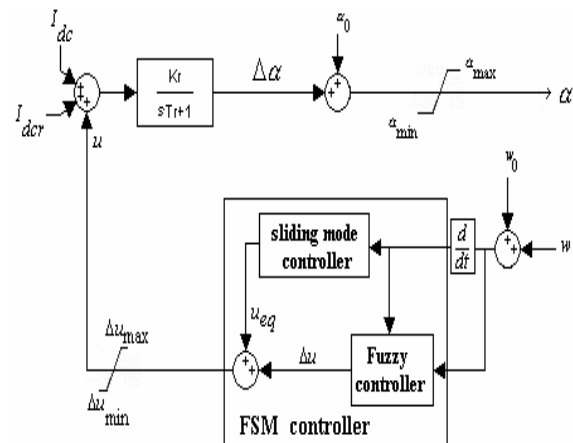 I_dc
α_0
Kr
sTr+1
Δα
α_max
α_min
α
I_dcr
u
w_0
sliding mode
controller
d
dt
w
u_eq
Δu_max
Δu_min
Δu
Fuzzy
controller
FSM controller